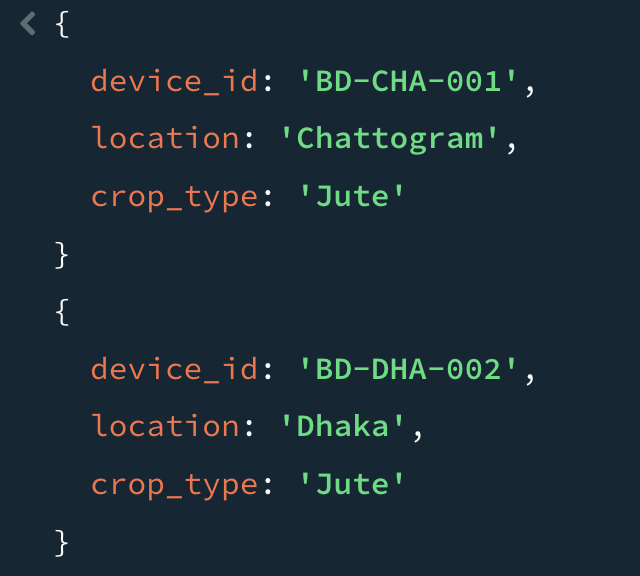 {
device_id: 'BD-CHA-001',
location: 'Chattogram',
crop_type: 'Jute'
}
{
device_id: 'BD-DHA-002',
location: 'Dhaka',
crop_type: 'Jute'
}